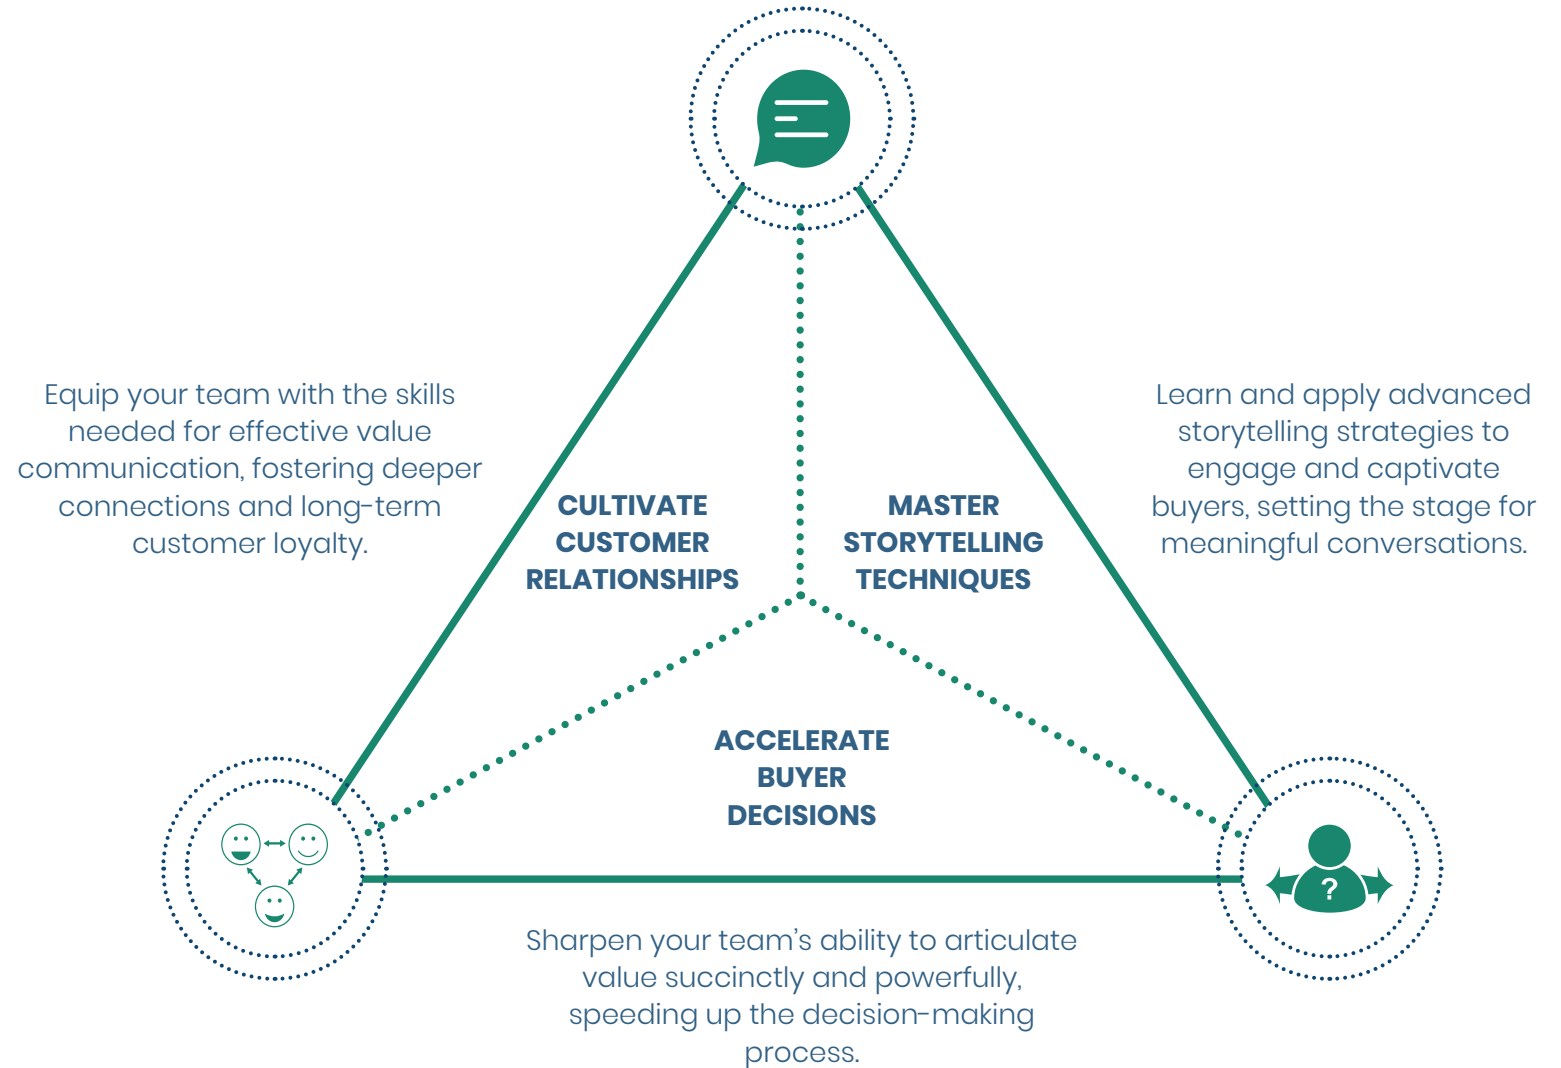 Equip your team with the skills
needed for effective value
communication, fostering deeper
connections and long-term
customer loyalty.
CULTIVATE
CUSTOMER
RELATIONSHIPS
MASTER
STORYTELLING
TECHNIQUES
Learn and apply advanced
storytelling strategies to
engage and captivate
buyers, setting the stage for
meaningful conversations.
ACCELERATE
BUYER
DECISIONS
?
Sharpen your team’s ability to articulate
value succinctly and powerfully,
speeding up the decision-making
process.